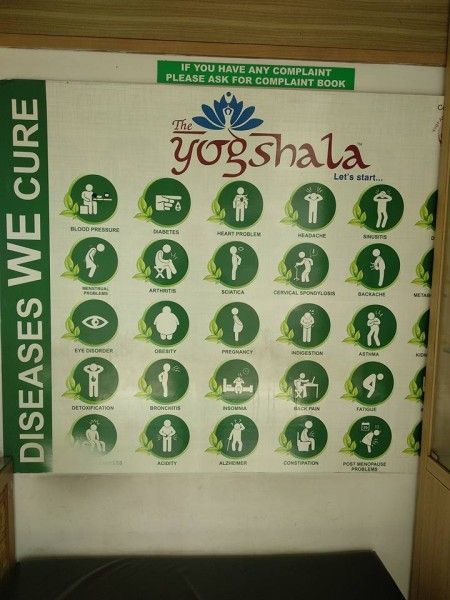 IF YOU HAVE ANY COMPLAINT
PLEASE ASK FOR COMPLAINT BOOK
DISEASES WE CURE
The
yogshala
Let's start...
BLOOD PRESSURE
DIABETES
HEART PROBLEM
HEADACHE
SINUSITIS
MENSTRUAL
PROBLEMS
ARTHRITIS
SCIATICA
CERVICAL SPONDYLOSIS
BACKACHE
METAB
EYE DISORDER
OBESITY
PREGNANCY
INDIGESTION
ASTHMA
KID
DETOXIFICATION
BRONCHITIS
INSOMNIA
BACK PAIN
FATIGUE
ACIDITY
ALZHEIMER
CONSTIPATION
POST MENOPAUSE
PROBLEMS